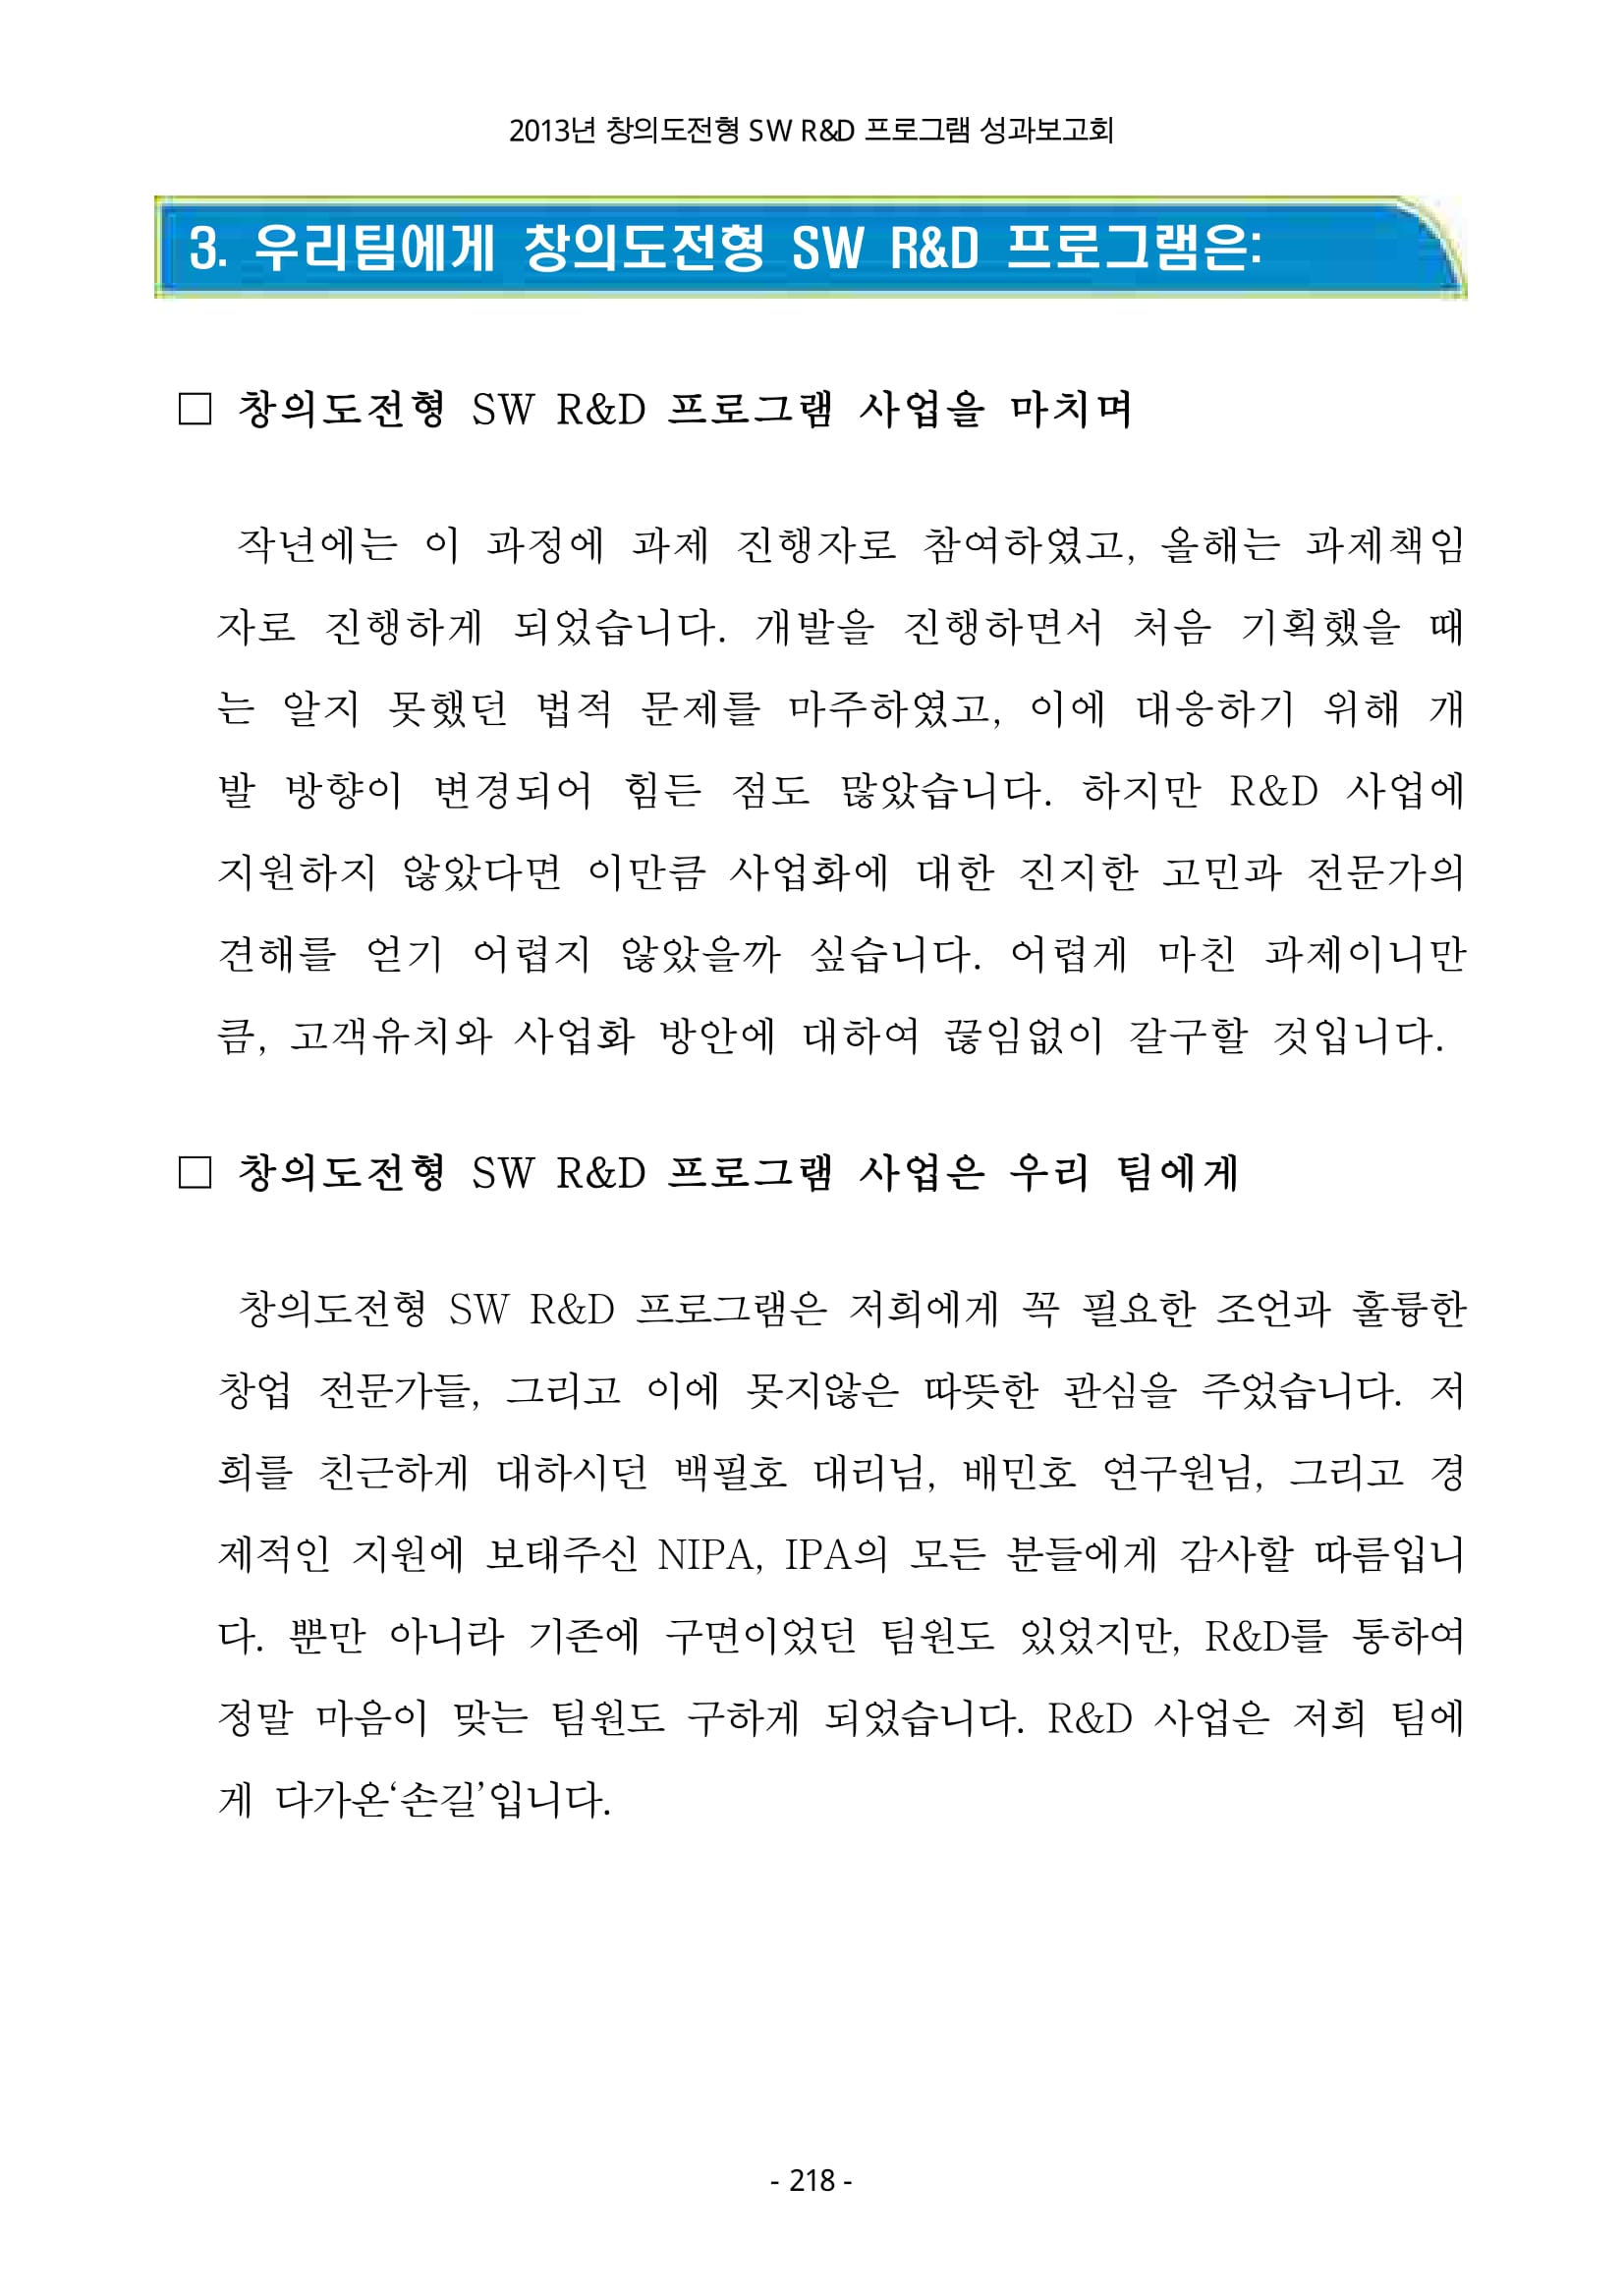 2013년 창의도전형 SW R&D 프로그램 성과보고회
3. 우리팀에게 창의도전형 SW R&D 프로그램은:
□ 창의도전형 SW R&D 프로그램 사업을 마치며
작년에는 이 과정에 과제 진행자로 참여하였고, 올해는 과제책임
자로 진행하게 되었습니다. 개발을 진행하면서 처음 기획했을 때
는 알지 못했던 법적 문제를 마주하였고, 이에 대응하기 위해 개
발 방향이 변경되어 힘든 점도 많았습니다. 하지만 R&D 사업에
지원하지 않았다면 이만큼 사업화에 대한 진지한 고민과 전문가의
견해를 얻기 어렵지 않았을까 싶습니다. 어렵게 마친 과제이니만
큼, 고객유치와 사업화 방안에 대하여 끊임없이 갈구할 것입니다.
□ 창의도전형 SW R&D 프로그램 사업은 우리 팀에게
창의도전형 SW R&D 프로그램은 저희에게 꼭 필요한 조언과 훌륭한
창업 전문가들, 그리고 이에 못지않은 따뜻한 관심을 주었습니다. 저
희를 친근하게 대하시던 백필호 대리님, 배민호 연구원님, 그리고 경
제적인 지원에 보태주신 NIPA, IPA의 모든 분들에게 감사할 따름입니
다. 뿐만 아니라 기존에 구면이었던 팀원도 있었지만, R&D를 통하여
정말 마음이 맞는 팀원도 구하게 되었습니다. R&D 사업은 저희 팀에
게 다가온‘손길’입니다.
- 218 -